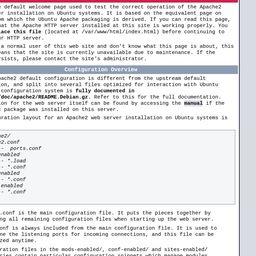 e default welcome page used to test the correct operation of the Apache2
er installation on Ubuntu systems. It is based on the equivalent page on
om which the Ubuntu Apache packaging is derived. If you can read this page,
hat the Apache HTTP server installed at this site is working properly. You
ace this file (located at /var/www/html/index.html) before continuing to
r HTTP server.
a normal user of this web site and don't know what this page is about, this
eans that the site is currently unavailable due to maintenance. If the
rsists, please contact the site's administrator.
Configuration Overview
pache2 default configuration is different from the upstream default
ion, and split into several files optimized for interaction with Ubuntu
configuration system is fully documented in
doc/apache2/README.Debian.gz. Refer to this for the full documentation.
ion for the web server itself can be found by accessing the manual if the
c package was installed on this server.
uration layout for an Apache2 web server installation on Ubuntu systems is
he2/
e2.conf
-- ports.conf
enabled
-- *.load
-- *.conf
enabled
-- *.conf
-enabled
-- *.conf
.conf is the main configuration file. It puts the pieces together by
ng all remaining configuration files when starting up the web server.
onf is always included from the main configuration file. It is used to
ne the listening ports for incoming connections, and this file can be
zed anytime.
ration files in the mods-enabled/, conf-enabled/ and sites-enabled/